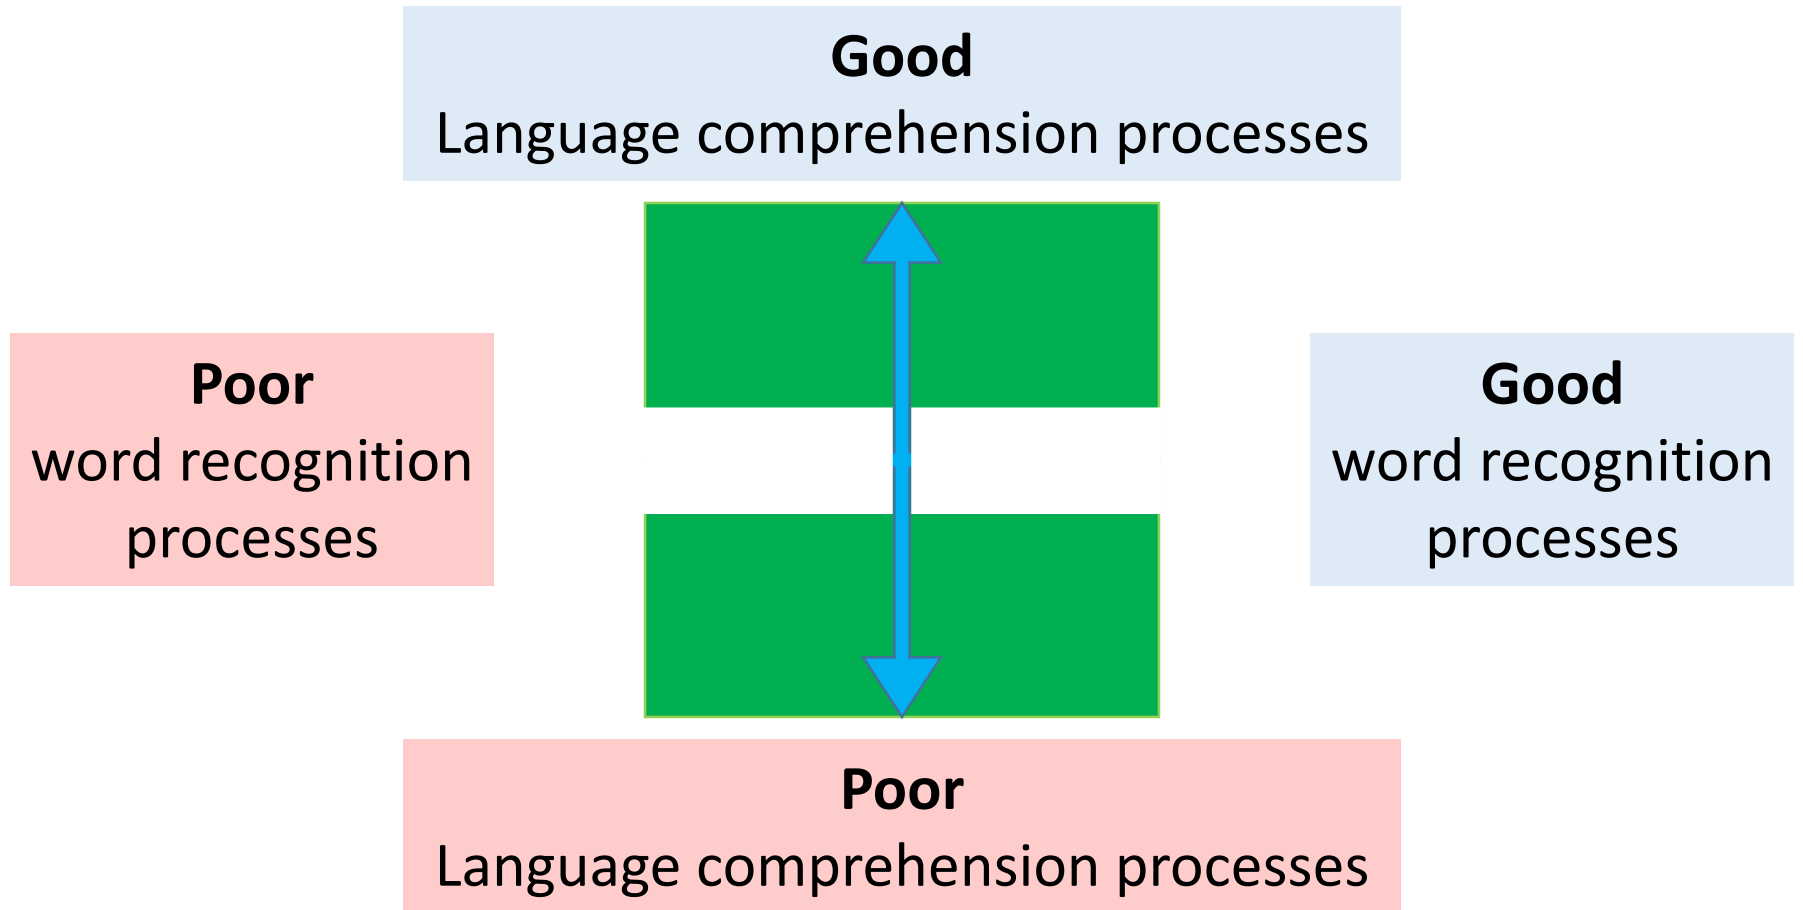 Good
Language comprehension processes
Poor
word recognition
processes
Good
word recognition
processes
Poor
Language comprehension processes